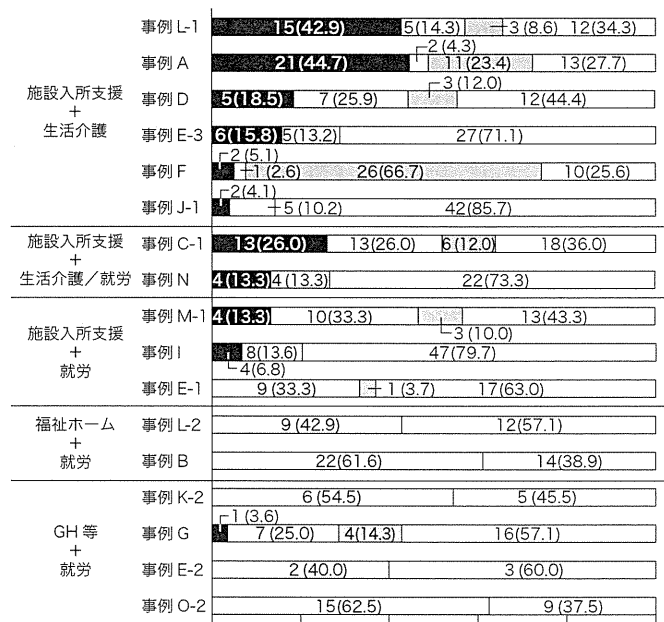 事例 L-1 15(42.9) 5(14.3) 3(8.6) 12(34.3)
2(4.3)
事例 A 21(44.7) 11(23.4) 13(27.7)
3(12.0)
施設入所支援
+
生活介護
事例 D 5(18.5) 7(25.9) 12(44.4)
事例 E-3 6(15.8) 5(13.2) 27(71.1)
2(5.1)
事例 F 1(2.6) 26(66.7) 10(25.6)
2(4.1)
事例 J-1 5(10.2) 42(85.7)
施設入所支援
+
生活介護/就労
事例 C-1 13(26.0) 13(26.0) 6(12.0) 18(36.0)
事例 N 4(13.3) 4(13.3) 22(73.3)
施設入所支援
+
就労
事例 M-1 4(13.3) 10(33.3) 13(43.3)
3(10.0)
事例 I 8(13.6) 47(79.7)
4(6.8)
事例 E-1 9(33.3) 1(3.7) 17(63.0)
福祉ホーム
+
就労
事例 L-2 9(42.9) 12(57.1)
事例 B 22(61.6) 14(38.9)
GH 等
+
就労
事例 K-2 6(54.5) 5(45.5)
1(3.6)
事例 G 7(25.0) 4(14.3) 16(57.1)
事例 E-2 2(40.0) 3(60.0)
事例 O-2 15(62.5) 9(37.5)